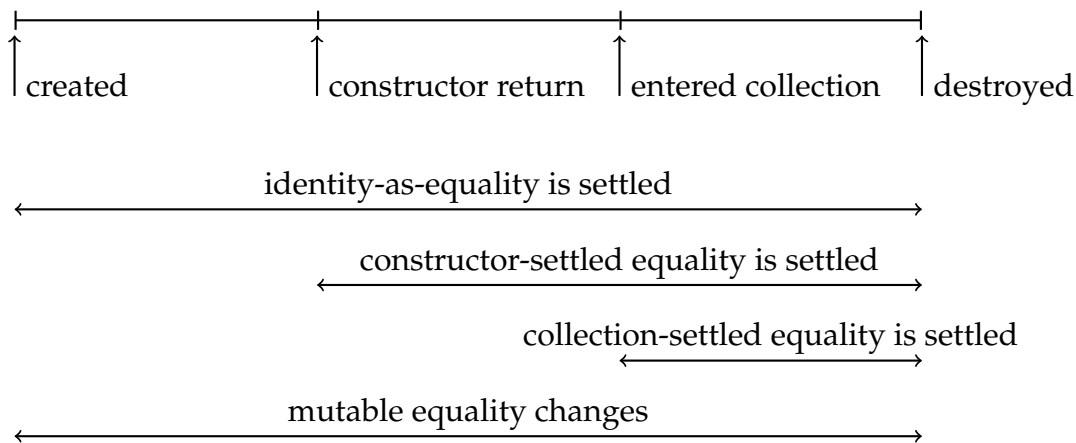 created constructor return entered collection destroyed
identity-as-equality is settled
constructor-settled equality is settled
collection-settled equality is settled
mutable equality changes